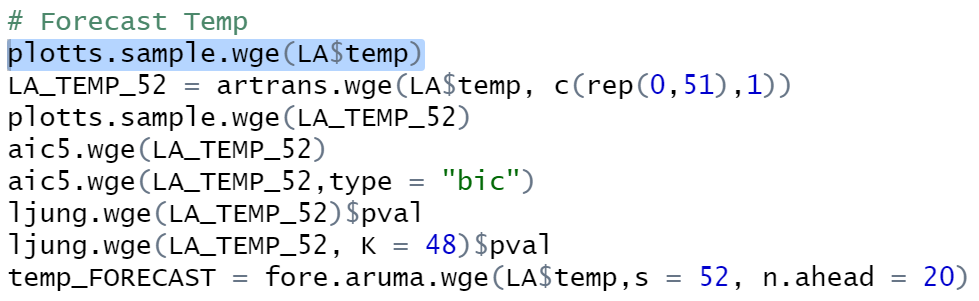 # Forecast Temp
plotts.sample.wge(LA$temp)
LA_TEMP_52 = artrans.wge(LA$temp, c(rep(0,51),1))
plotts.sample.wge(LA_TEMP_52)
aic5.wge(LA_TEMP_52)
aic5.wge(LA_TEMP_52,type = "bic")
ljung.wge(LA_TEMP_52)$pval
ljung.wge(LA_TEMP_52, K = 48)$pval
temp_FORECAST = fore.aruma.wge(LA$temp,s = 52, n.ahead = 20)